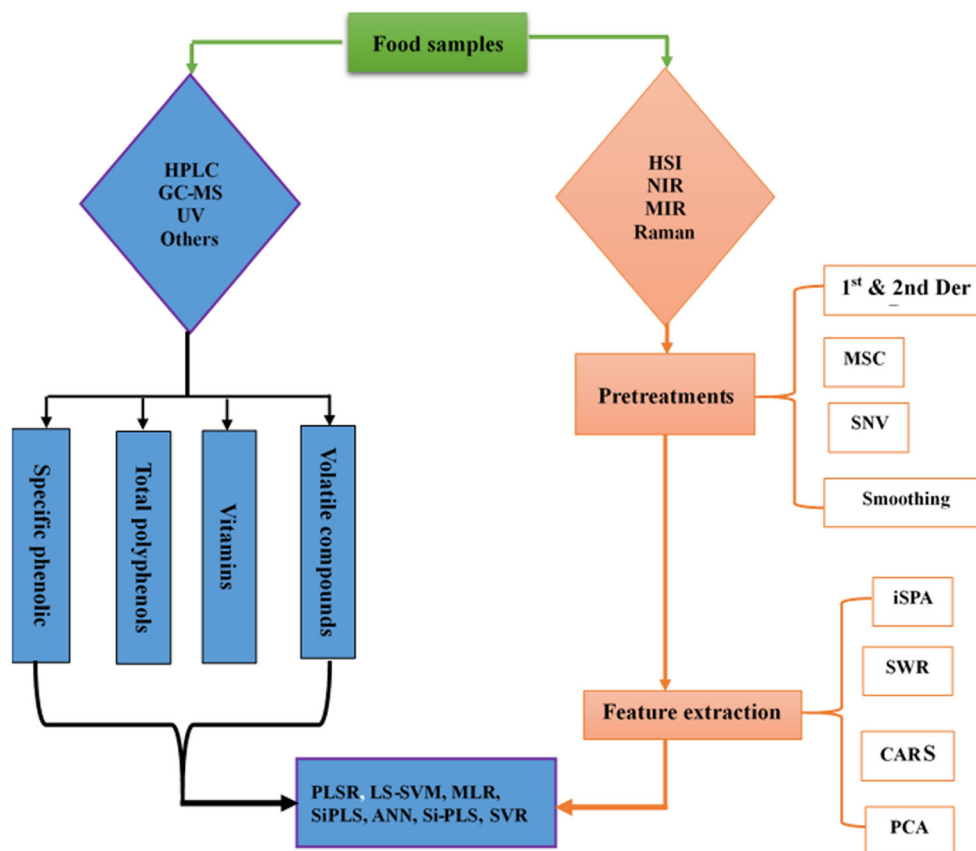 Food samples
HPLC
GC-MS
UV
Others
HSI
NIR
MIR
Raman
1st & 2nd Der
MSC
Pretreatments
SNV
Smoothing
Specific phenolic
Total polyphenols
Vitamins
Volatile compounds
iSPA
SWR
Feature extraction
CARS
PCA
PLSR, LS-SVM, MLR,
SiPLS, ANN, Si-PLS, SVR